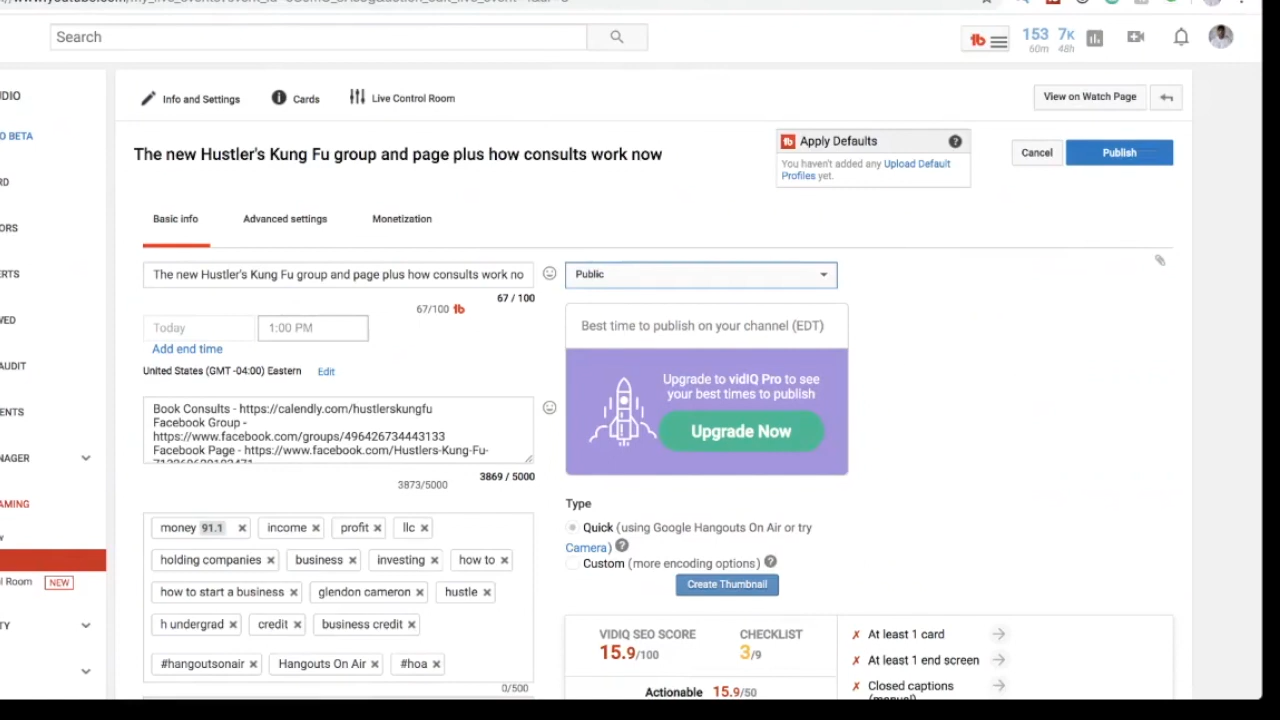 Search
153 7K
60m 48h
DIO
Info and Settings
Cards
Live Control Room
View on Watch Page
O BETA
The new Hustler's Kung Fu group and page plus how consults work now
Apply Defaults
You haven't added any Upload Default
Profiles yet.
Cancel
Publish
RD
Basic info
Advanced settings
Monetization
ORS
ERTS
The new Hustler's Kung Fu group and page plus how consults work no
Public
67 / 100
67/100
WED
Today
1:00 PM
Best time to publish on your channel (EDT)
Add end time
AUDIT
United States (GMT -04:00) Eastern
Edit
Upgrade to vidIQ Pro to see
your best times to publish
Upgrade Now
ENTS
Book Consults - https://calendly.com/hustlerskungfu
Facebook Group -
https://www.facebook.com/groups/496426734443133
Facebook Page - https://www.facebook.com/Hustlers-Kung-Fu-
NAGER
3869 / 5000
3873/5000
AMING
Type
Quick (using Google Hangouts On Air or try
Camera)
Custom (more encoding options)
Create Thumbnail
money 91.1
income
profit
llc
holding companies
business
investing
how to
l Room NEW
how to start a business
glendon cameron
hustle
TY
h undergrad
credit
business credit
#hangoutsonair
Hangouts On Air
#hoa
0/500
VIDIQ SEO SCORE
15.9/100
CHECKLIST
3/9
Actionable 15.9/50
At least 1 card
At least 1 end screen
Closed captions